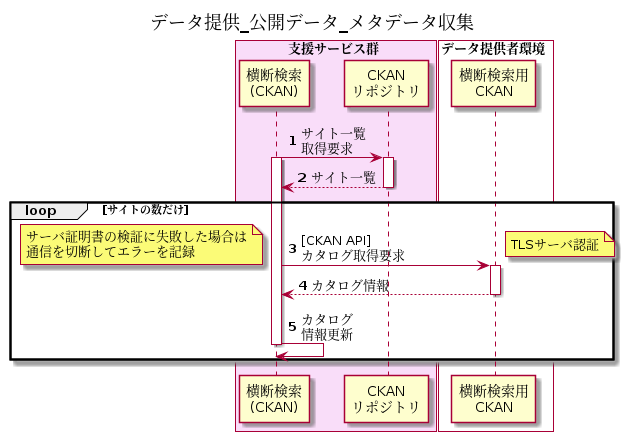 データ提供_公開データ_メタデータ収集
支援サービス群
データ提供者環境
横断検索
(CKAN)
CKAN
リポジトリ
横断検索用
CKAN
1 サイト一覧
取得要求
2 サイト一覧
loop [サイトの数だけ]
サーバ証明書の検証に失敗した場合は
通信を切断してエラーを記録
3 [CKAN API]
カタログ取得要求
TLSサーバ認証
4 カタログ情報
5 カタログ
情報更新
横断検索
(CKAN)
CKAN
リポジトリ
横断検索用
CKAN